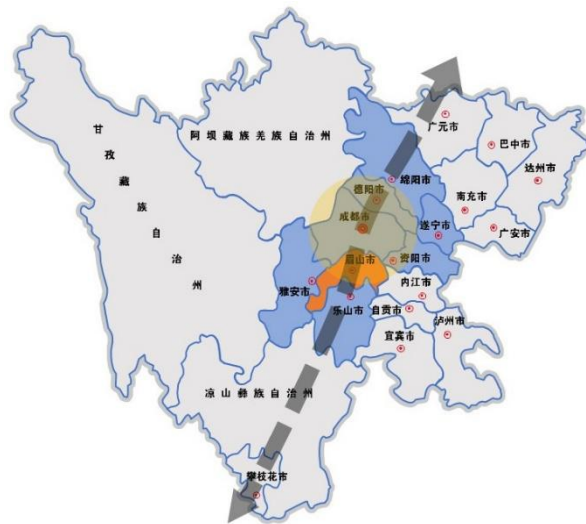 广元市
巴中市
阿坝藏族羌族自治州
甘孜藏族自治州
绵阳市
达州市
德阳市
南充市
成都市
遂宁市
广安市
眉山市
资阳市
雅安市
内江市
乐山市
自贡市
泸州市
宜宾市
凉山彝族自治州
攀枝花市